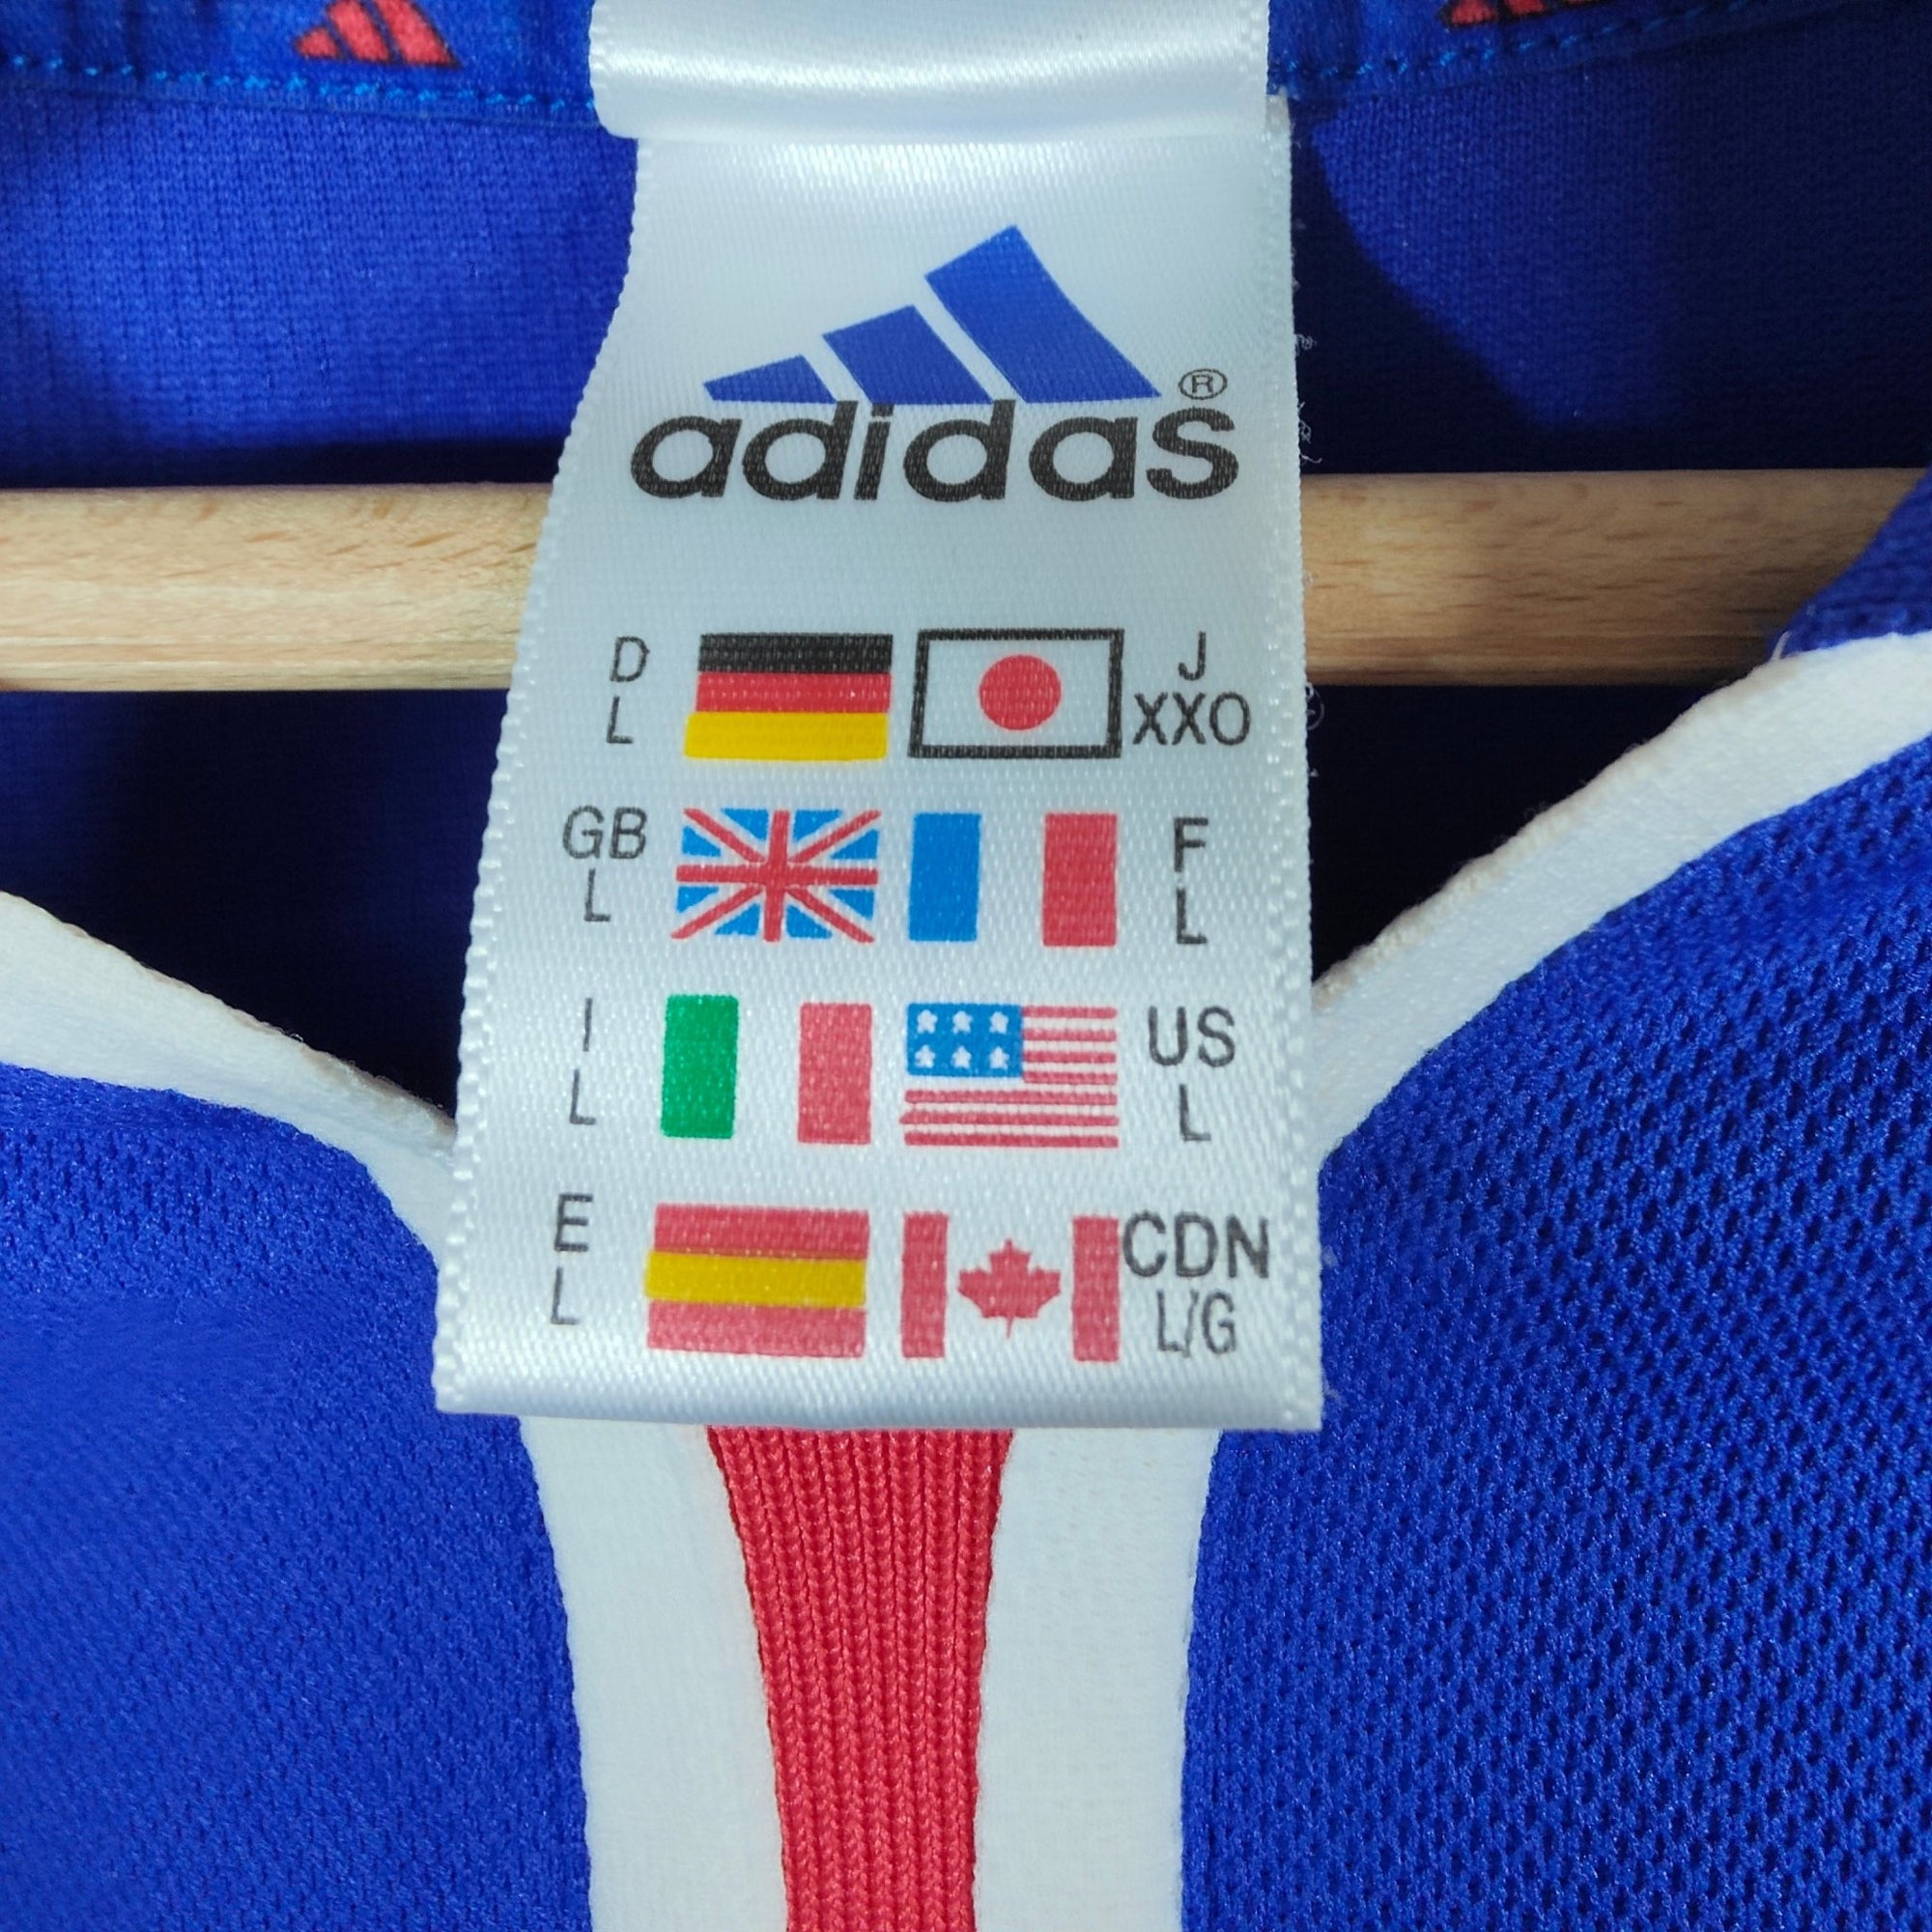 adidas®
D J
L XXO
GB F
L L
I US
L L
E CDN
L L/G